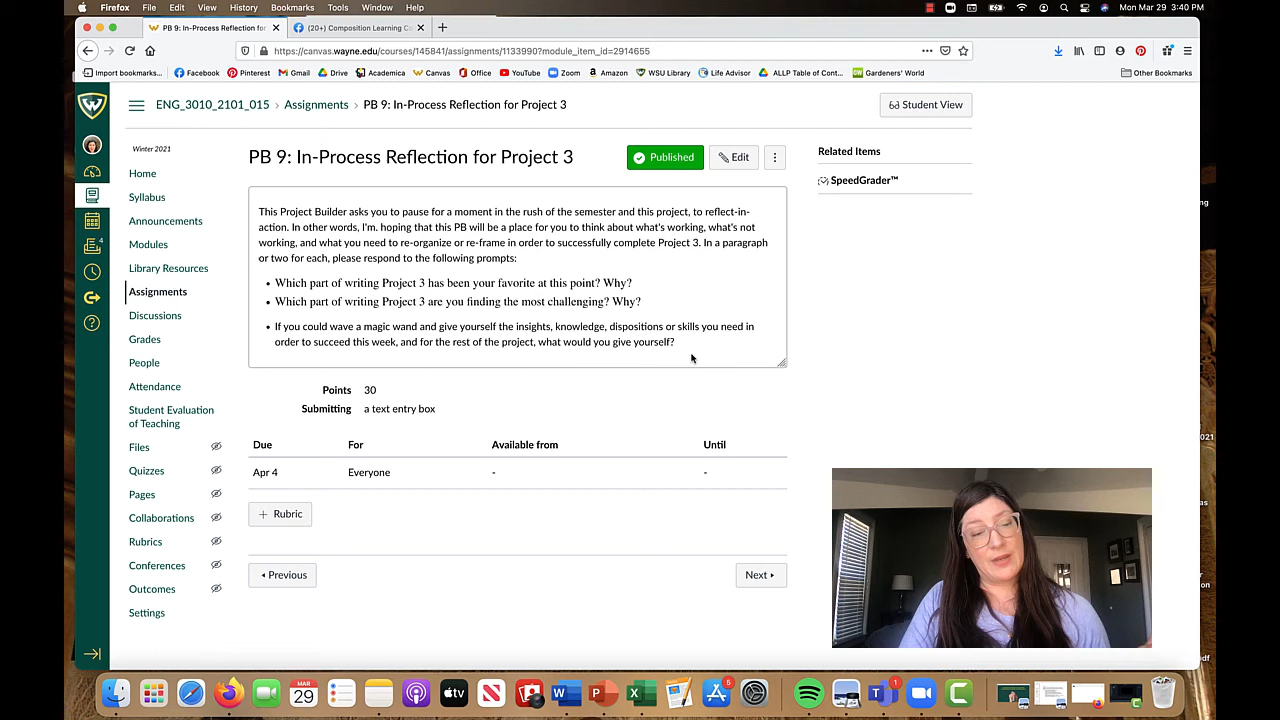 Firefox File Edit View History Bookmarks Tools Window Help
Mon Mar 29 3:40 PM
PB 9: In-Process Reflection for
(20+) Composition Learning Co
https://canvas.wayne.edu/courses/145841/assignments/1133990?module_item_id=2914655
Import bookmarks... Facebook Pinterest Gmail Drive Academica Canvas Office YouTube Zoom Amazon WSU Library Life Advisor ALLP Table of Cont... GW Gardeners' World Other Bookmarks
ENG_3010_2101_015 › Assignments › PB 9: In-Process Reflection for Project 3
Student View
Winter 2021
Home
Syllabus
Announcements
Modules
Library Resources
Assignments
Discussions
Grades
People
Attendance
Student Evaluation
of Teaching
Files
Quizzes
Pages
Collaborations
Rubrics
Conferences
Outcomes
Settings
4
PB 9: In-Process Reflection for Project 3
Published
Edit
Related Items
SpeedGrader™
This Project Builder asks you to pause for a moment in the rush of the semester and this project, to reflect-in-
action. In other words, I'm. hoping that this PB will be a place for you to think about what's working, what's not
working, and what you need to re-organize or re-frame in order to successfully complete Project 3. In a paragraph
or two for each, please respond to the following prompts:
• Which part of writing Project 3 has been your favorite at this point? Why?
• Which part of writing Project 3 are you finding the most challenging? Why?
• If you could wave a magic wand and give yourself the insights, knowledge, dispositions or skills you need in
order to succeed this week, and for the rest of the project, what would you give yourself?
Points 30
Submitting a text entry box
Due For Available from Until
Apr 4 Everyone - -
+ Rubric
Previous
Next
MAR
29
tv
W
P
X
6
T
1